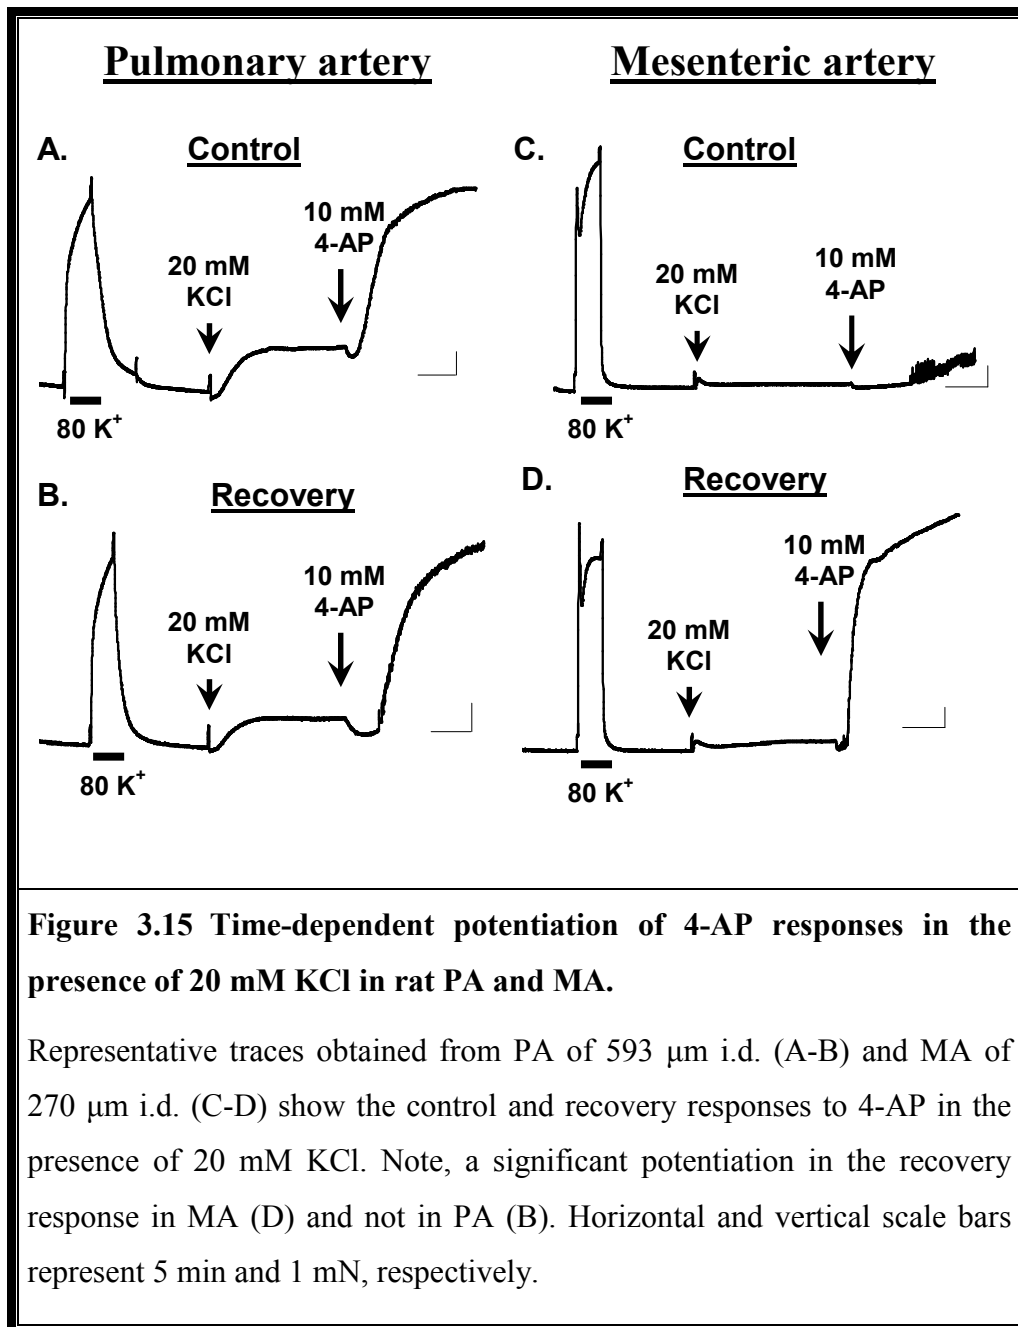 Pulmonary artery
Mesenteric artery
A.
Control
10 mM
4-AP
20 mM
KCl
80 K⁺
C.
Control
20 mM
KCl
10 mM
4-AP
80 K⁺
B.
Recovery
10 mM
4-AP
20 mM
KCl
80 K⁺
D.
Recovery
10 mM
4-AP
20 mM
KCl
80 K⁺
Figure 3.15 Time-dependent potentiation of 4-AP responses in the
presence of 20 mM KCl in rat PA and MA.
Representative traces obtained from PA of 593 μm i.d. (A-B) and MA of
270 μm i.d. (C-D) show the control and recovery responses to 4-AP in the
presence of 20 mM KCl. Note, a significant potentiation in the recovery
response in MA (D) and not in PA (B). Horizontal and vertical scale bars
represent 5 min and 1 mN, respectively.